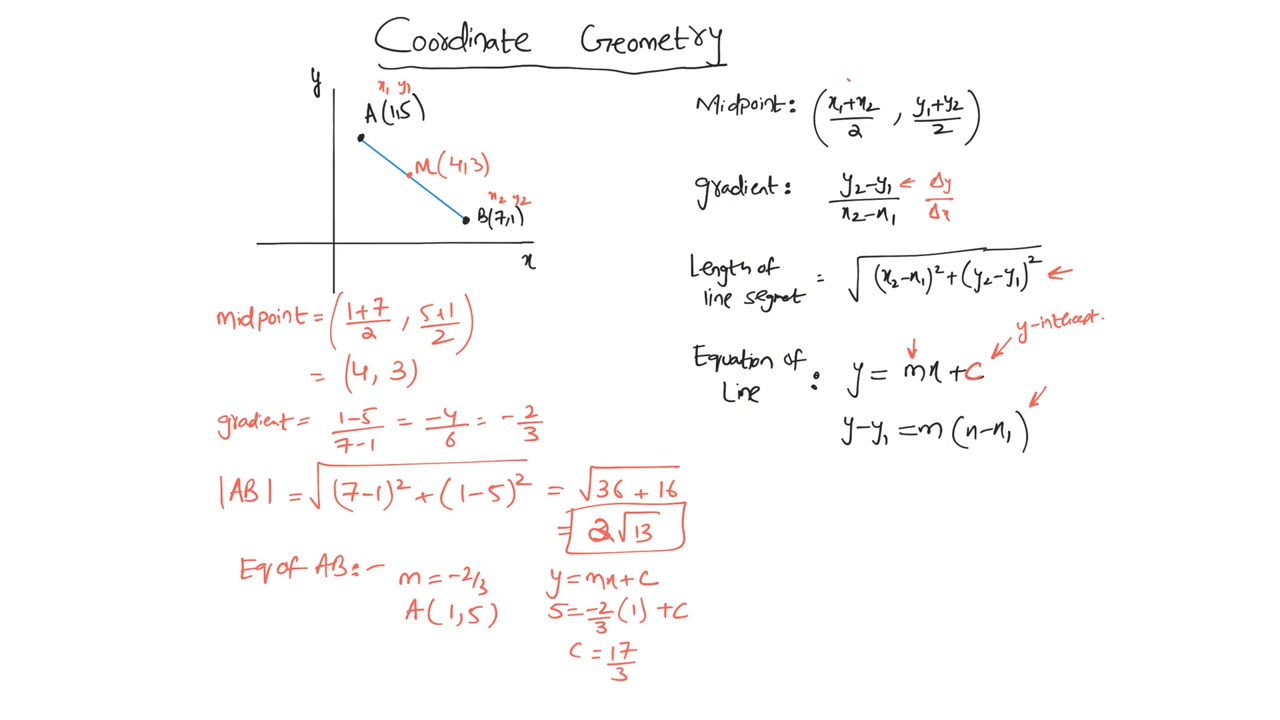 Coordinate Geometry
y
x₁ y₁
A(1,5)
M(4,3)
x₂ y₂
B(7,1)
x
Midpoint: ((x₁+x₂)/2 , (y₁+y₂)/2)
gradient: (y₂-y₁)/(x₂-x₁) ← Δy/Δx
Length of line segmet = √((x₂-x₁)²+(y₂-y₁)²) ←
y-intercept.
Equation of Line : y = mx+C
y-y₁ = m(x-x₁)
midpoint = ((1+7)/2 , (5+1)/2)
= (4, 3)
gradient = (1-5)/(7-1) = -4/6 = -2/3
|AB| = √((7-1)² + (1-5)²) = √(36 + 16)
= 2√13
Eq of AB:-
m = -2/3
A(1,5)
y = mx+C
5 = -2/3(1) + C
C = 17/3